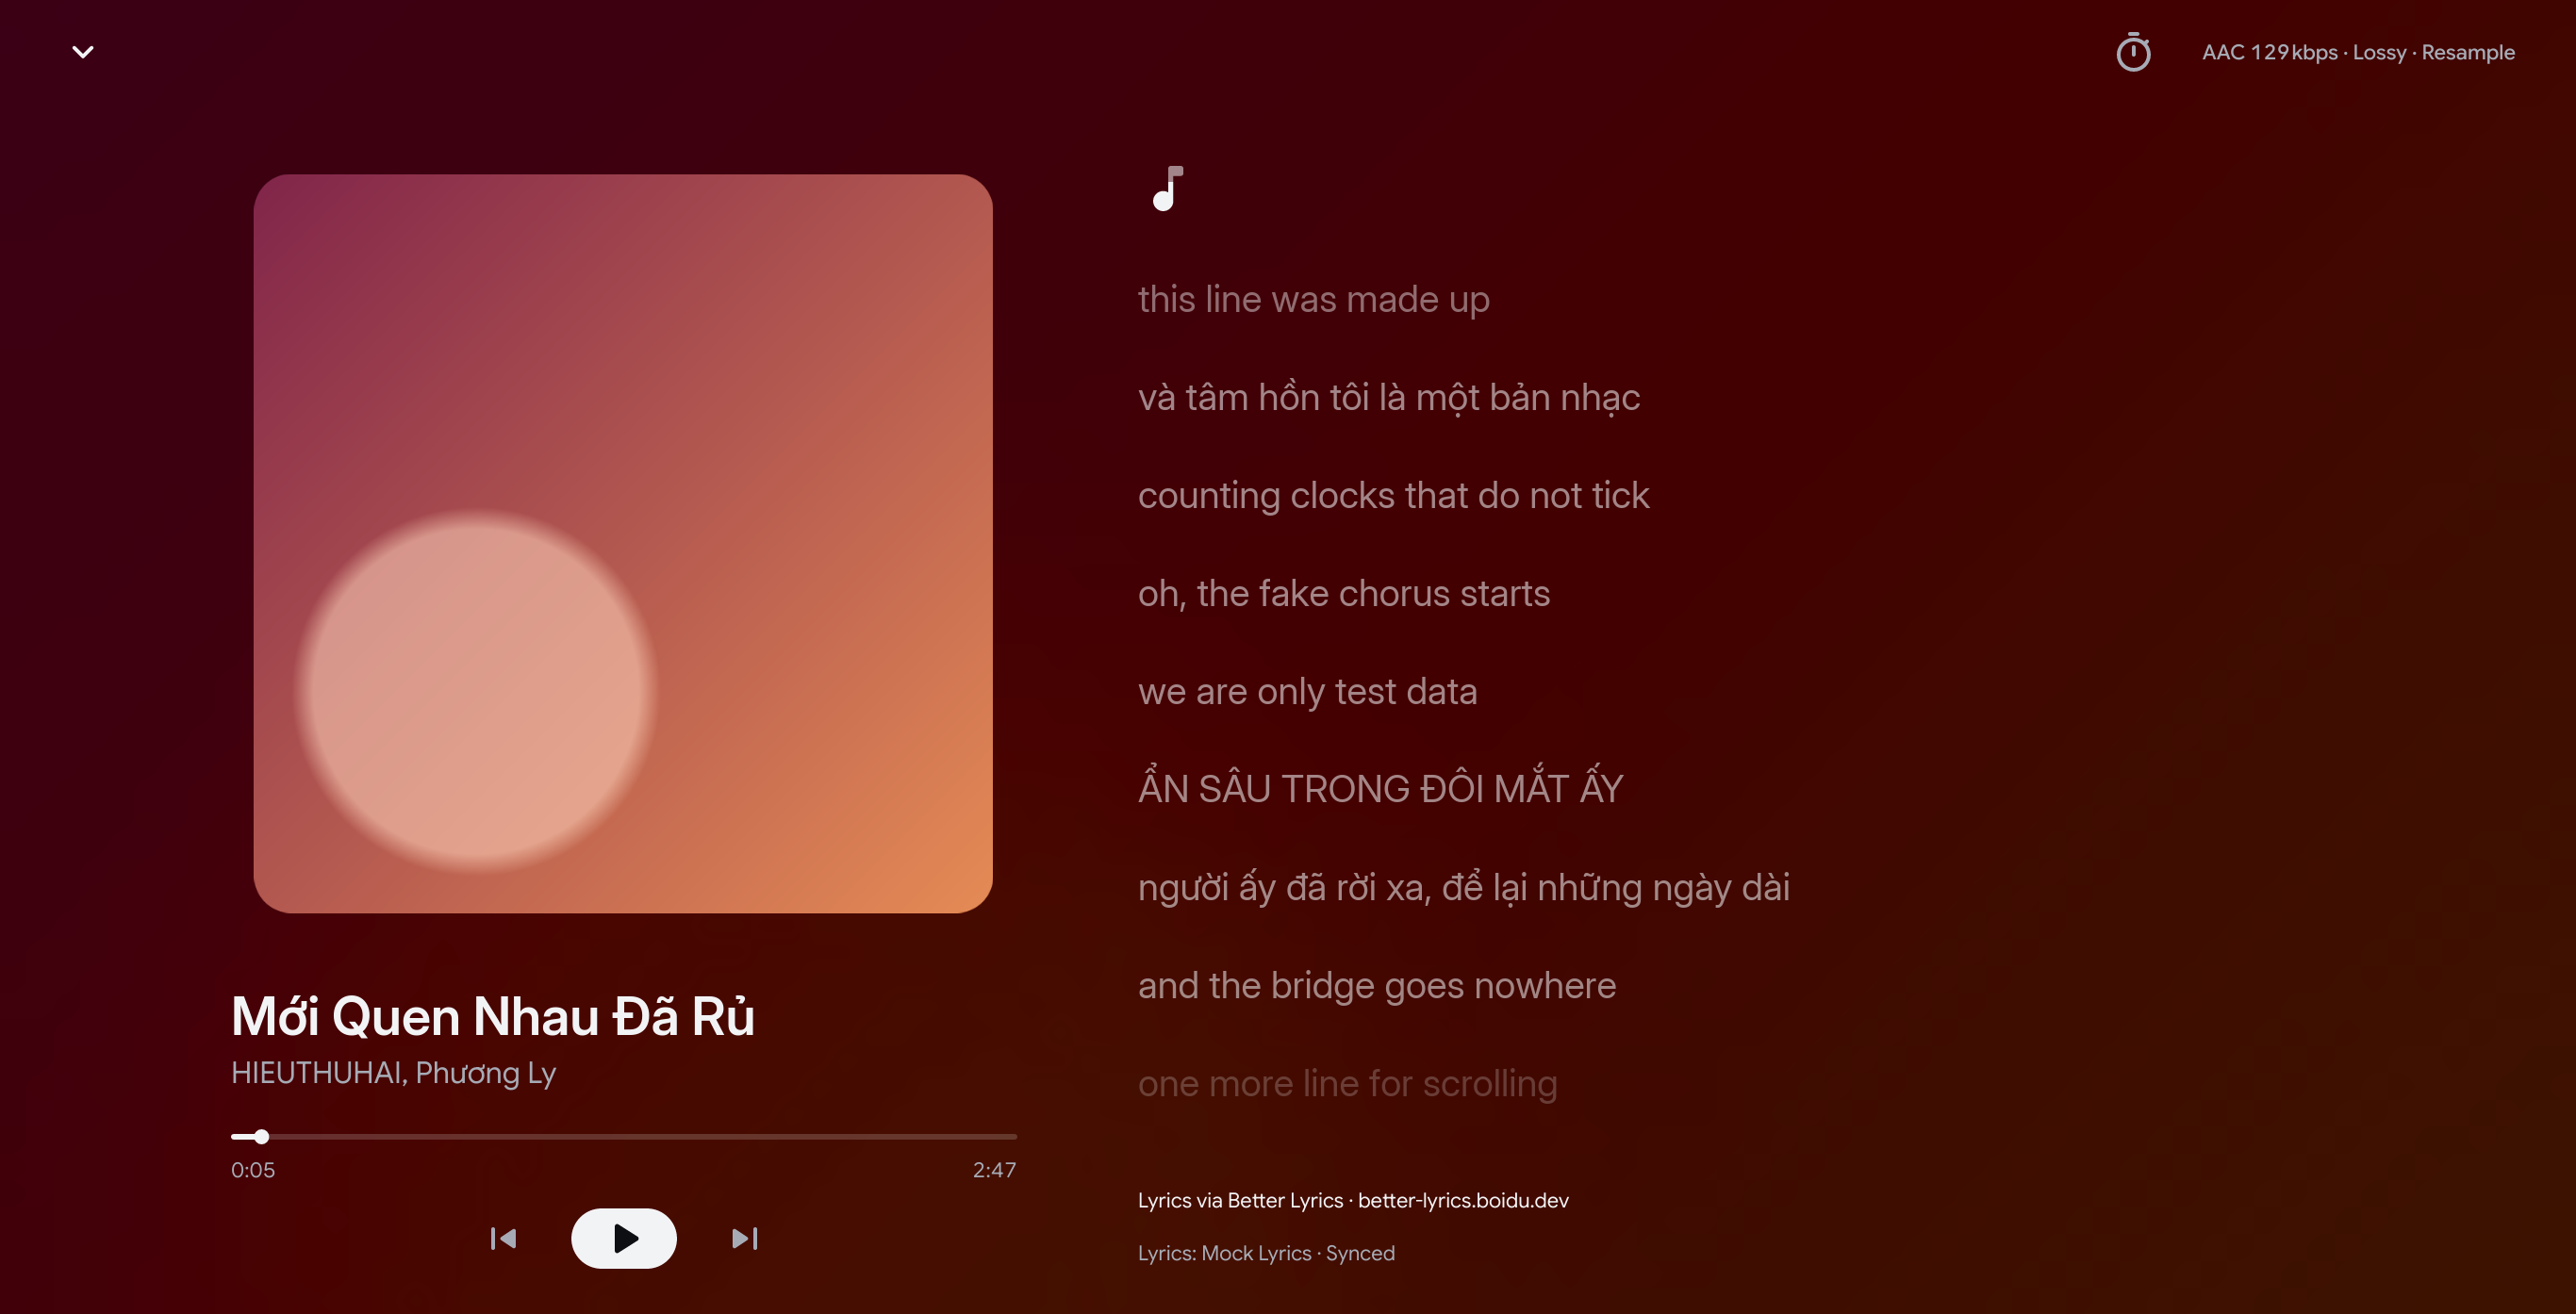 AAC 129 kbps · Lossy · Resample
this line was made up
và tâm hồn tôi là một bản nhạc
counting clocks that do not tick
oh, the fake chorus starts
we are only test data
ẨN SÂU TRONG ĐÔI MẮT ẤY
người ấy đã rời xa, để lại những ngày dài
and the bridge goes nowhere
one more line for scrolling
Mới Quen Nhau Đã Rủ
HIEUTHUHAI, Phương Ly
0:05
2:47
Lyrics via Better Lyrics · better-lyrics.boidu.dev
Lyrics: Mock Lyrics · Synced